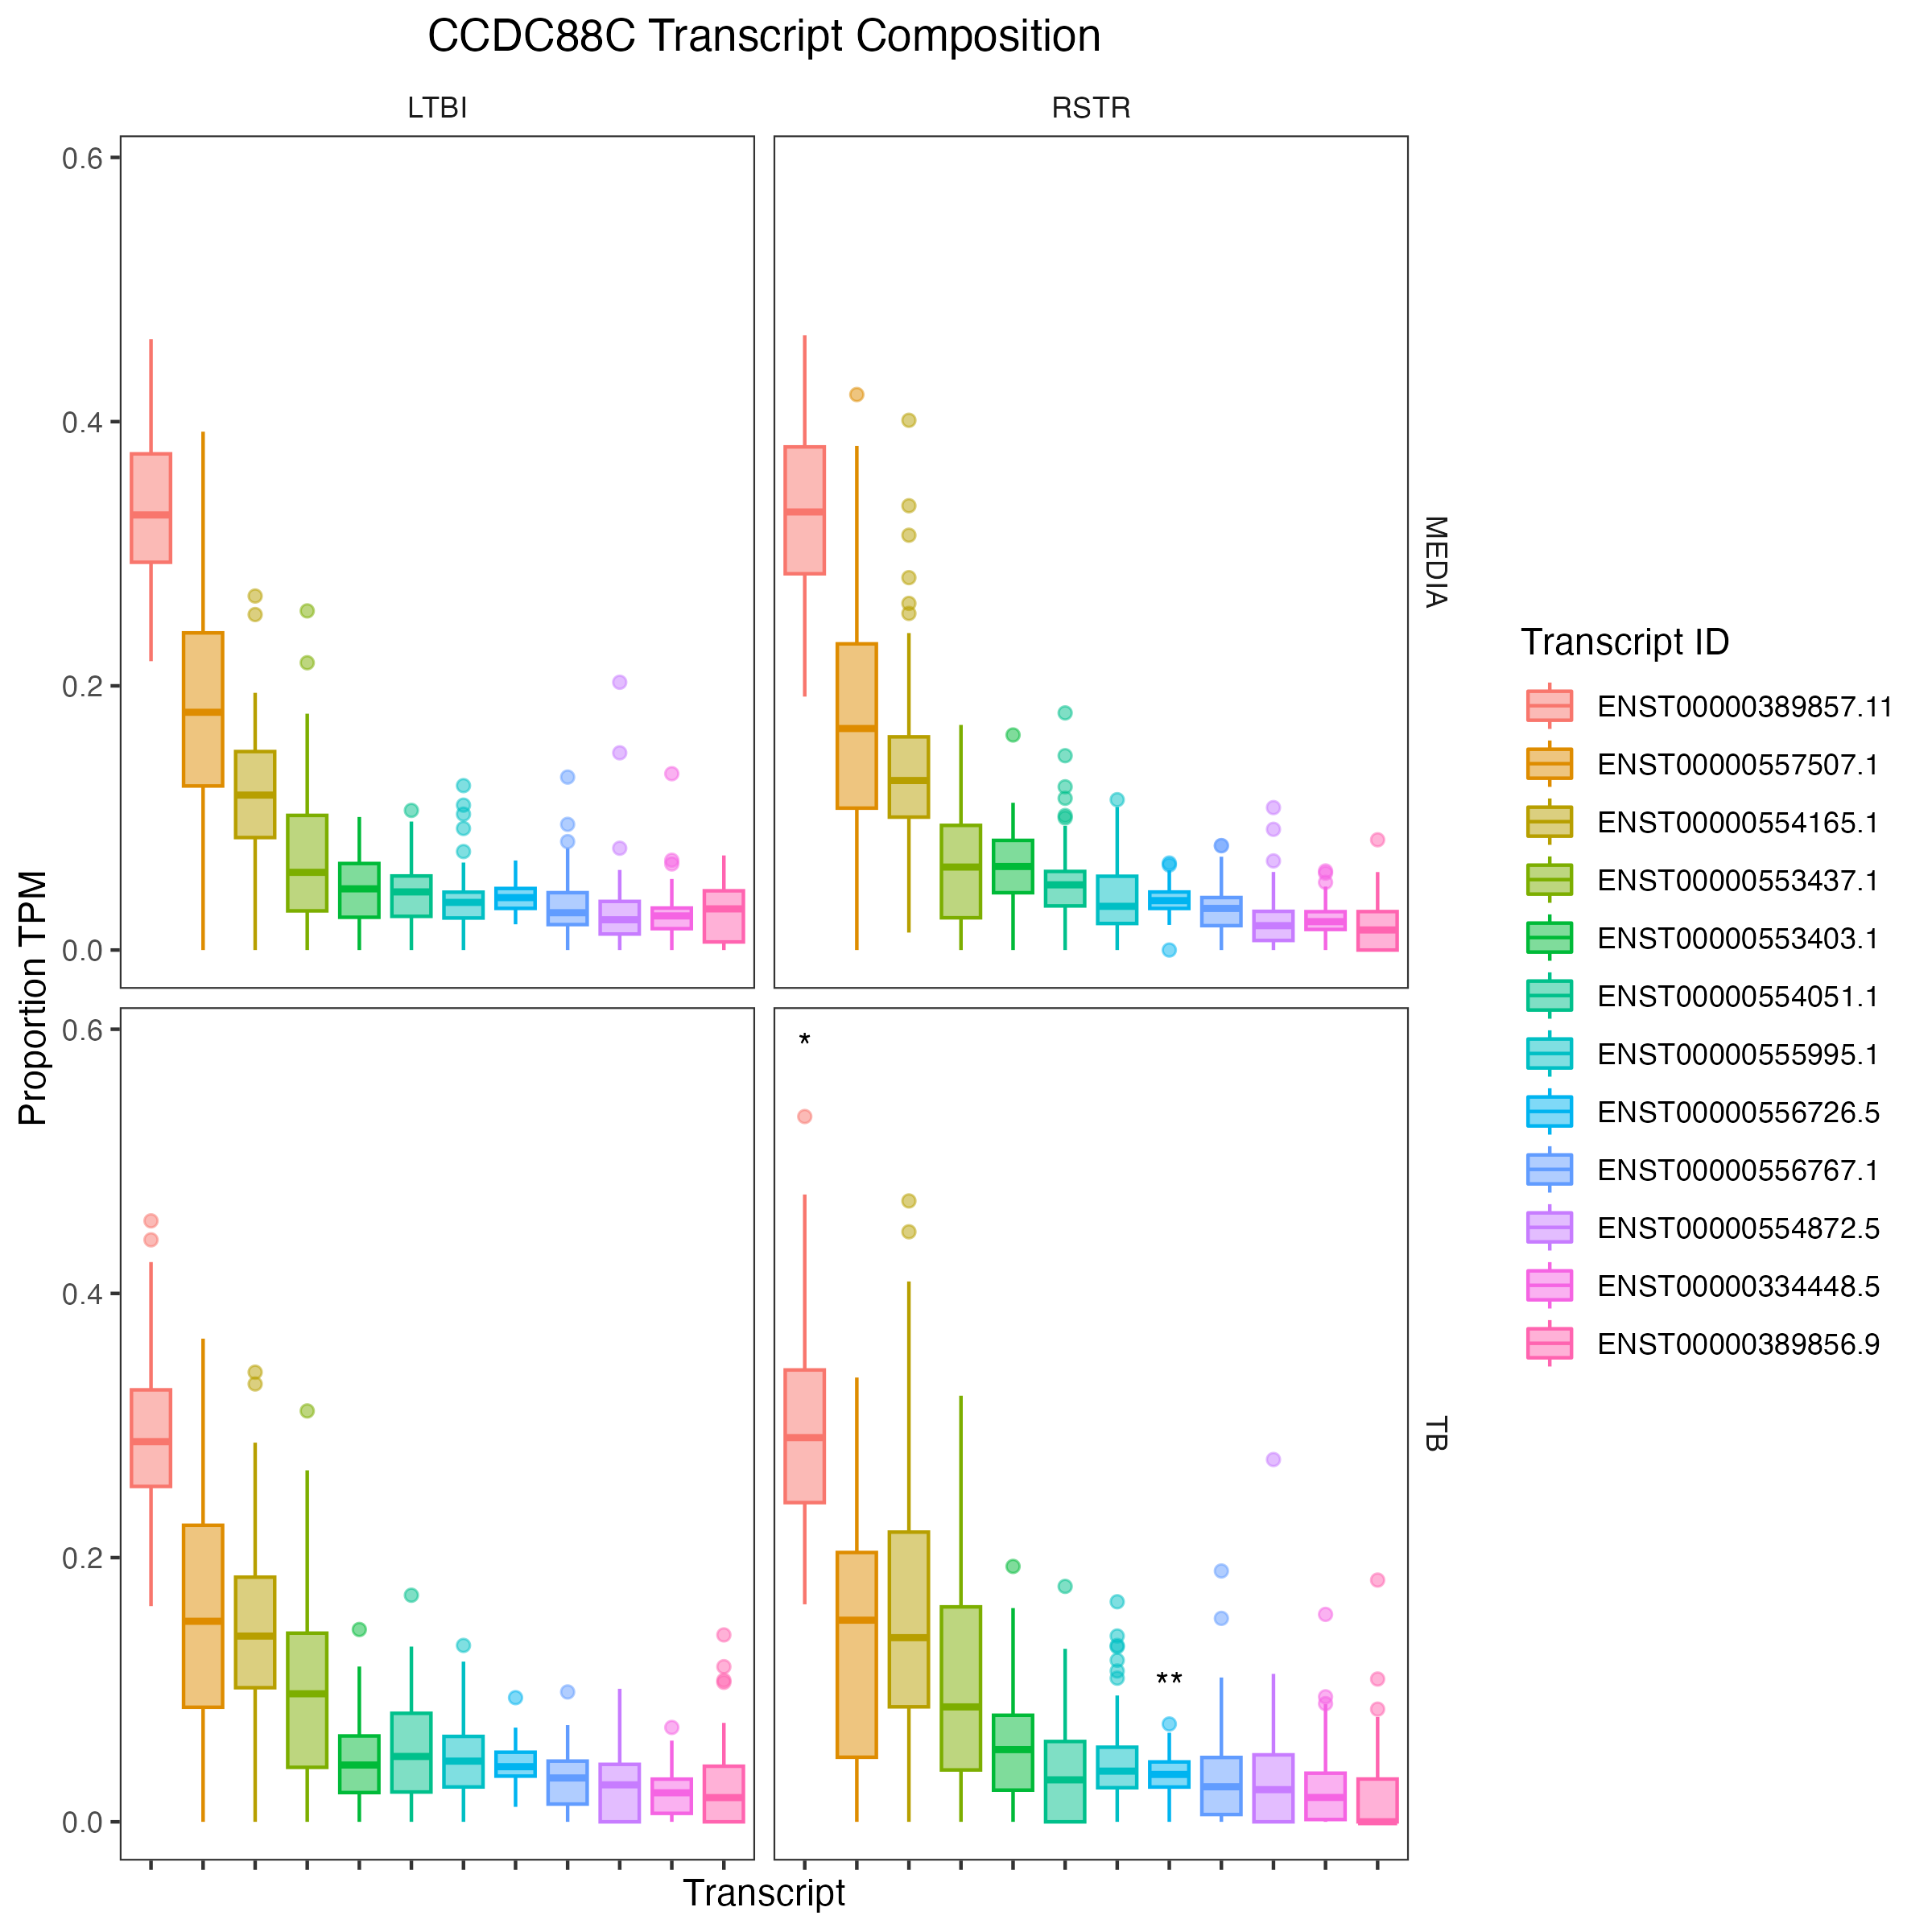 CCDC88C Transcript Composition
LTBI
RSTR
0.6
0.4
0.2
0.0
MEDIA
Proportion TPM
0.6
0.4
0.2
0.0
*
**
TB
Transcript
Transcript ID
ENST00000389857.11
ENST00000557507.1
ENST00000554165.1
ENST00000553437.1
ENST00000553403.1
ENST00000554051.1
ENST00000555995.1
ENST00000556726.5
ENST00000556767.1
ENST00000554872.5
ENST00000334448.5
ENST00000389856.9